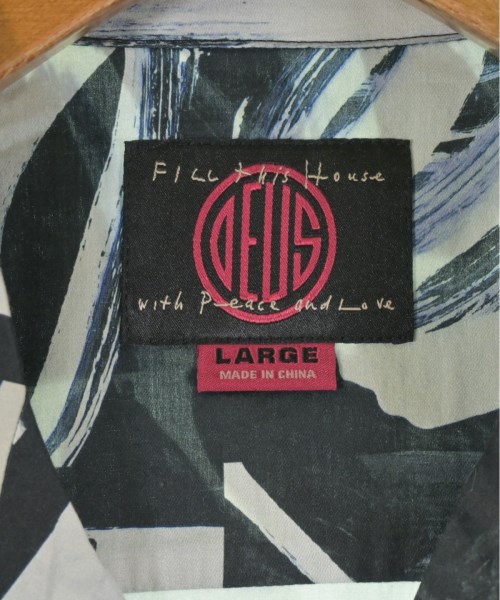 Fill this House
DEUS
with Peace and Love
LARGE
MADE IN CHINA